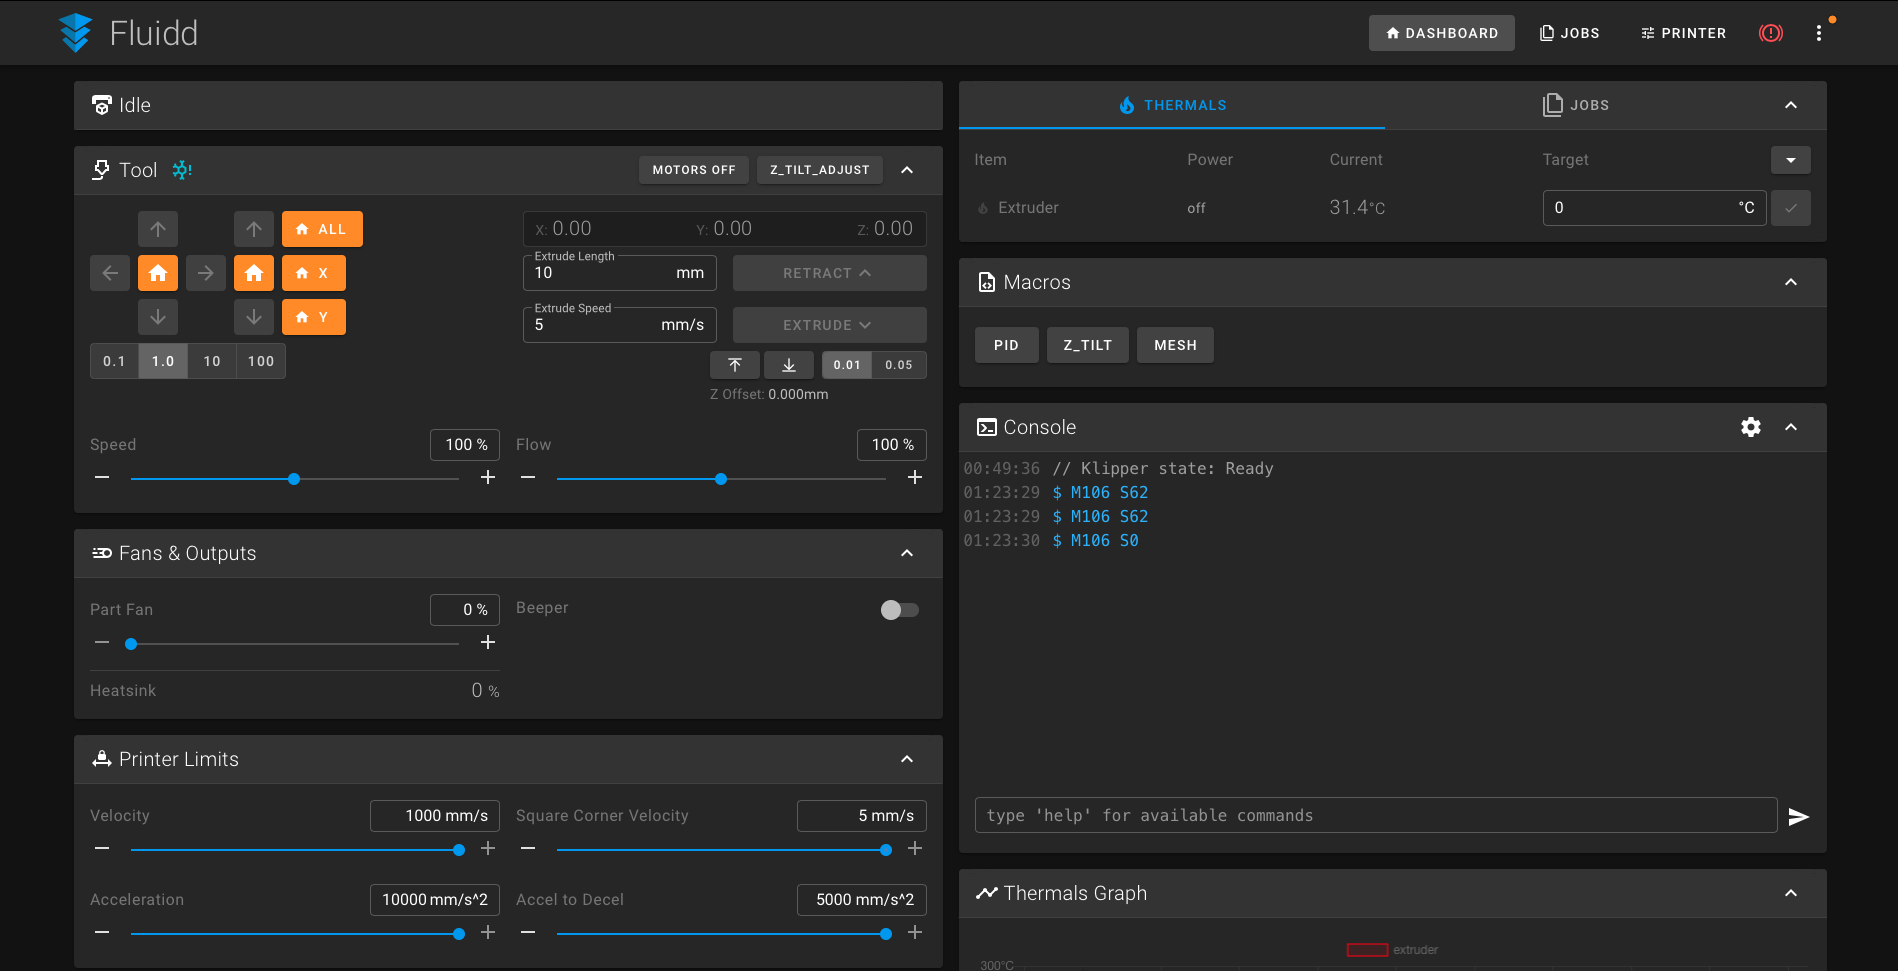 Fluidd
DASHBOARD
JOBS
PRINTER
Idle
Tool
MOTORS OFF
Z_TILT_ADJUST
ALL
X
Y
0.1 1.0 10 100
X: 0.00 Y: 0.00 Z: 0.00
Extrude Length
10 mm
RETRACT
Extrude Speed
5 mm/s
EXTRUDE
0.01 0.05
Z Offset: 0.000mm
Speed 100 %
Flow 100 %
Fans & Outputs
Part Fan 0 %
Beeper
Heatsink 0 %
Printer Limits
Velocity 1000 mm/s
Square Corner Velocity 5 mm/s
Acceleration 10000 mm/s^2
Accel to Decel 5000 mm/s^2
THERMALS
JOBS
Item Power Current Target
Extruder off 31.4°C 0 °C
Macros
PID Z_TILT MESH
Console
00:49:36 // Klipper state: Ready
01:23:29 $ M106 S62
01:23:29 $ M106 S62
01:23:30 $ M106 S0
type 'help' for available commands
Thermals Graph
extruder
300°C